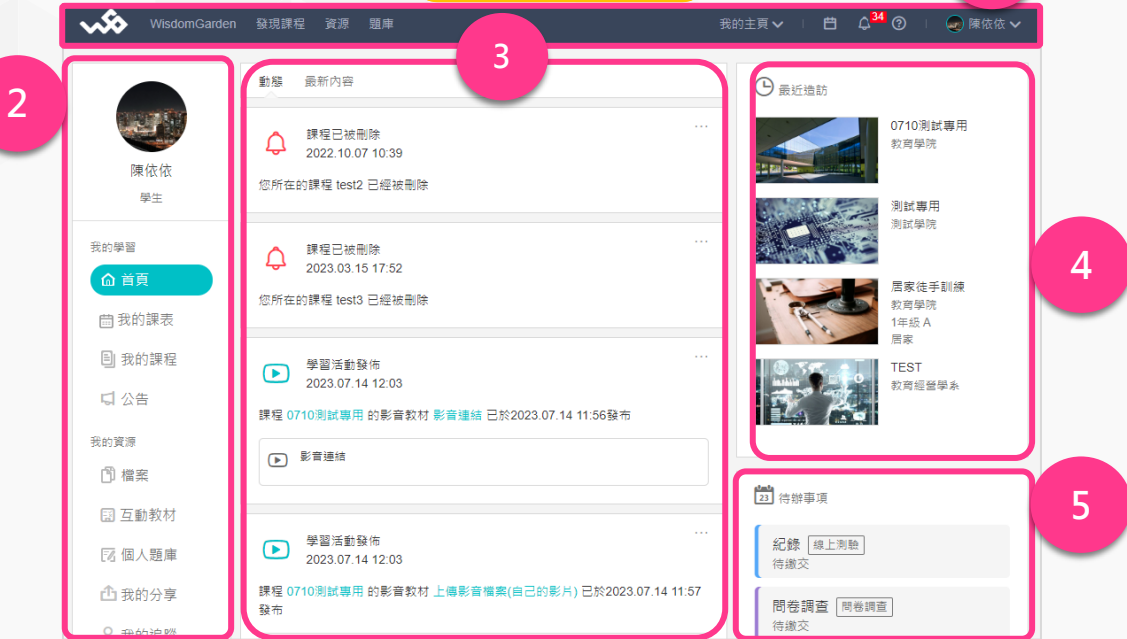 WisdomGarden 發現課程 資源 題庫 我的主頁 34 陳依依
2
3
4
5
陳依依
學生
我的學習
首頁
我的課表
我的課程
公告
我的資源
檔案
互動教材
個人題庫
我的分享
我的追蹤
動態 最新內容
課程已被刪除
2022.10.07 10:39
您所在的課程 test2 已經被刪除
課程已被刪除
2023.03.15 17:52
您所在的課程 test3 已經被刪除
學習活動發佈
2023.07.14 12:03
課程 0710測試專用 的影音教材 影音連結 已於2023.07.14 11:56發布
影音連結
學習活動發佈
2023.07.14 12:03
課程 0710測試專用 的影音教材 上傳影音檔案(自己的影片) 已於2023.07.14 11:57
發布
最近造訪
0710測試專用
教育學院
測試專用
測試學院
居家徒手訓練
教育學院
1年級 A
居家
TEST
教育經營學系
23 待辦事項
紀錄 線上測驗
待繳交
問卷調查 問卷調查
待繳交